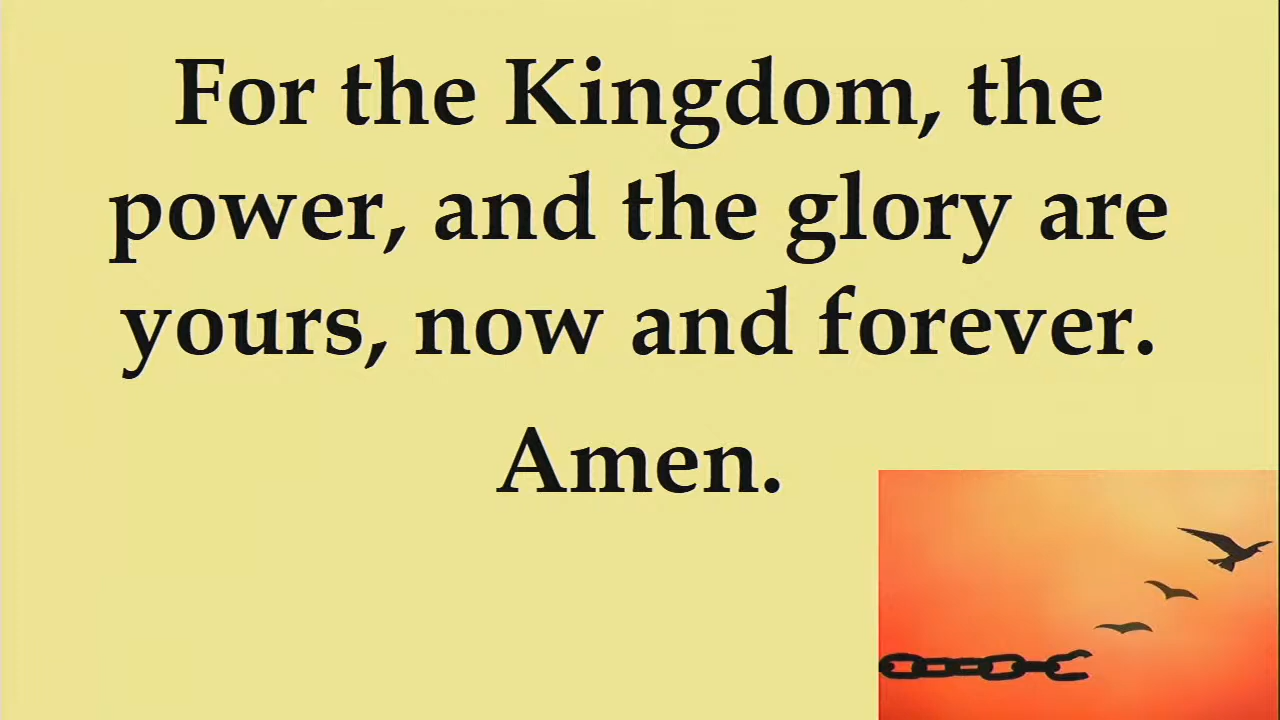 For the Kingdom, the
power, and the glory are
yours, now and forever.
Amen.